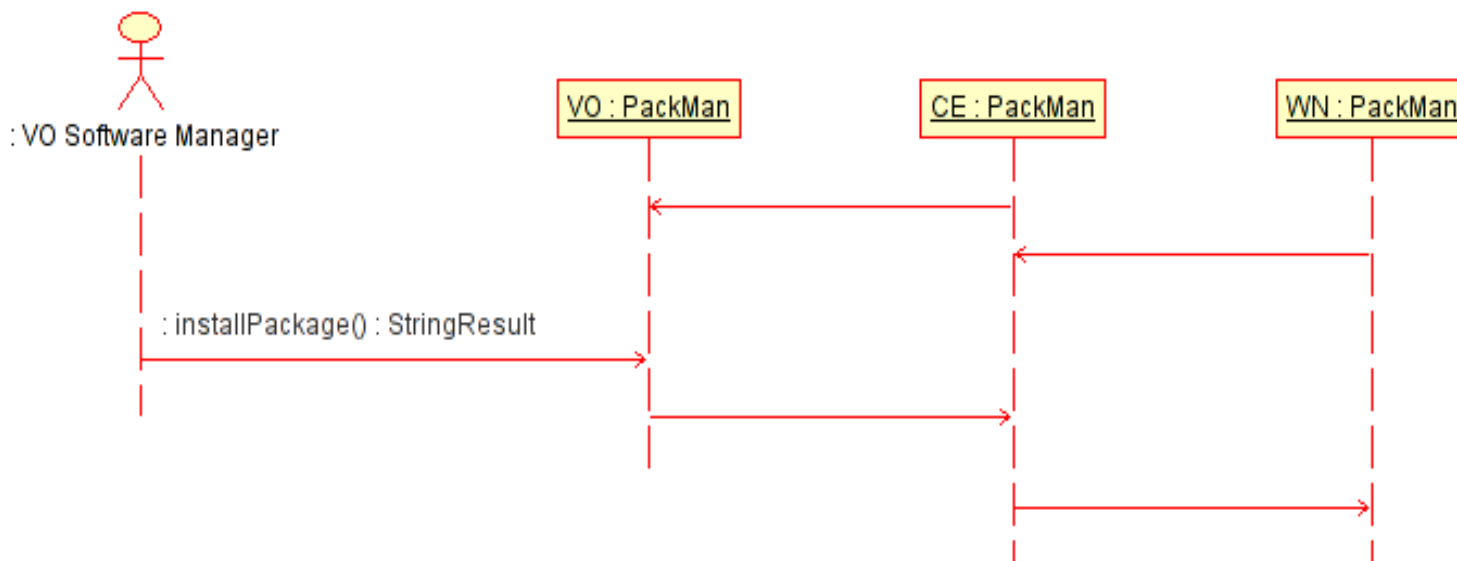 : VO Software Manager
VO : PackMan
CE : PackMan
WN : PackMan
: installPackage() : StringResult